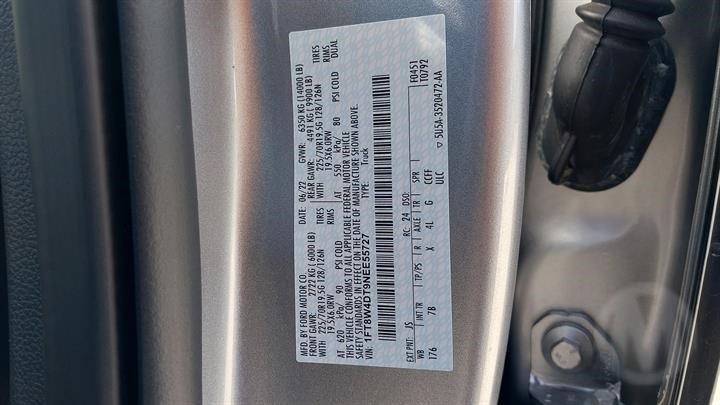 MFD. BY FORD MOTOR CO.
DATE: 06/22 GVWR: 6350 KG (14000 LB)
FRONT GAWR: 2722 KG (6000 LB) REAR GAWR: 4491 KG (9900 LB)
WITH 225/70R19.5G 128/126N TIRES WITH 225/70R19.5G 128/126N TIRES
19.5X6.0RW RIMS 19.5X6.0RW RIMS
AT 620 kPa/ 90 PSI COLD AT 550 kPa/ 80 PSI COLD DUAL
THIS VEHICLE CONFORMS TO ALL APPLICABLE FEDERAL MOTOR VEHICLE
SAFETY STANDARDS IN EFFECT ON THE DATE OF MANUFACTURE SHOWN ABOVE.
VIN: 1FT8W4DT9NEE55727 TYPE: Truck
F0451
T0792
EXT PNT: JS RC: 24 DSO:
WB INT TR TP/PS R AXLE TR SPR
176 7B X 4L G CCFF
ULC
▽ 5U5A-3520472-AA